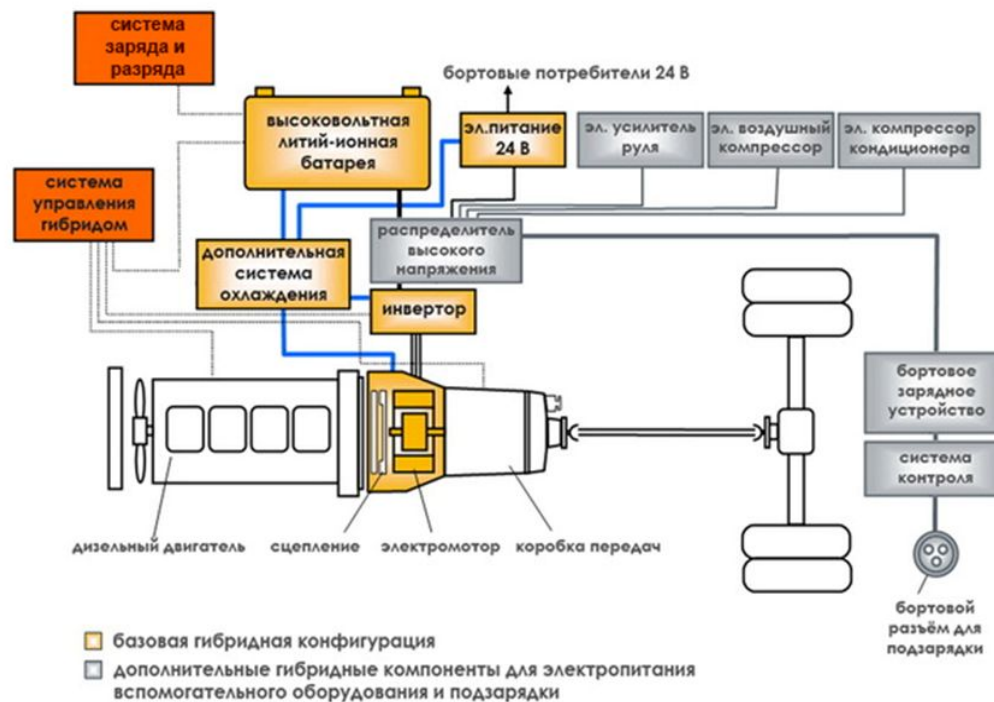 система
заряда и
разряда
бортовые потребители 24 В
высоковольтная
литий-ионная
батарея
эл.питание
24 В
эл. усилитель
руля
эл. воздушный
компрессор
эл. компрессор
кондиционера
система
управления
гибридом
распределитель
высокого
напряжения
дополнительная
система
охлаждения
инвертор
бортовое
зарядное
устройство
система
контроля
дизельный двигатель
сцепление
электромотор
коробка передач
бортовой
разъём для
подзарядки
базовая гибридная конфигурация
дополнительные гибридные компоненты для электропитания
вспомогательного оборудования и подзарядки